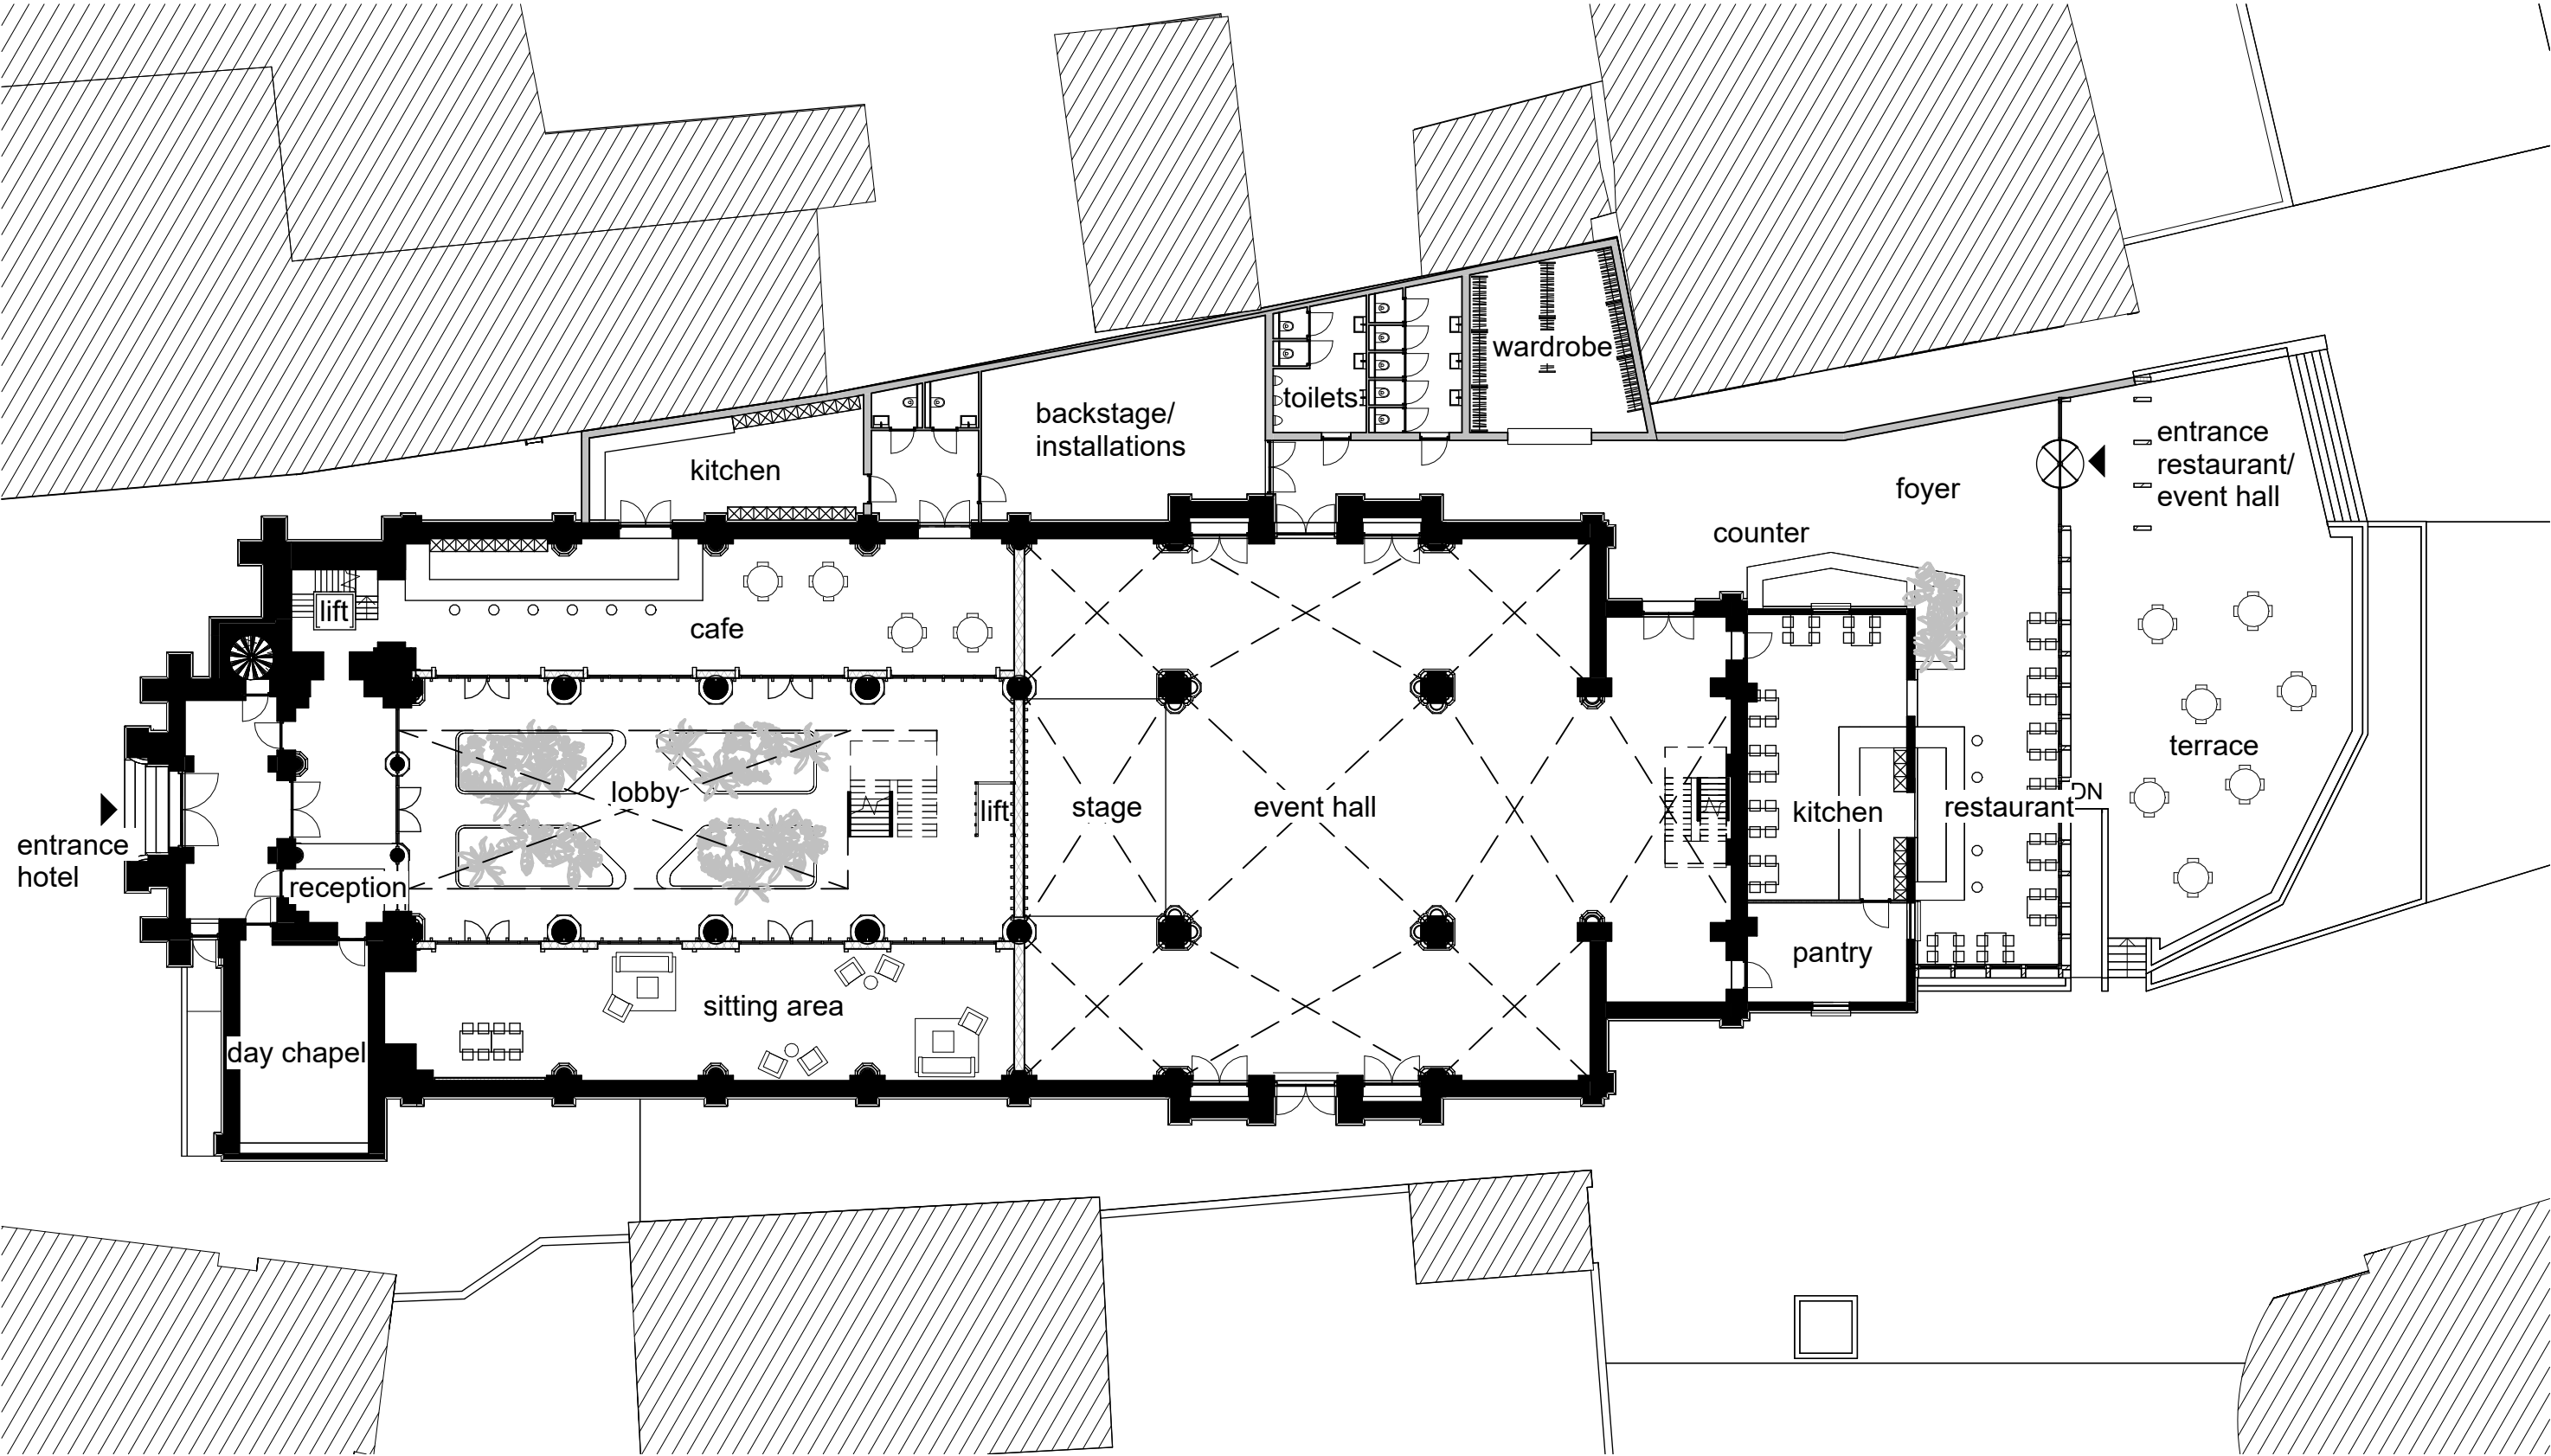 wardrobe
toilets
backstage/
installations
kitchen
entrance
restaurant/
event hall
foyer
counter
lift
cafe
terrace
lobby
lift
stage
event hall
kitchen
restaurant
DN
entrance
hotel
reception
pantry
sitting area
day chapel